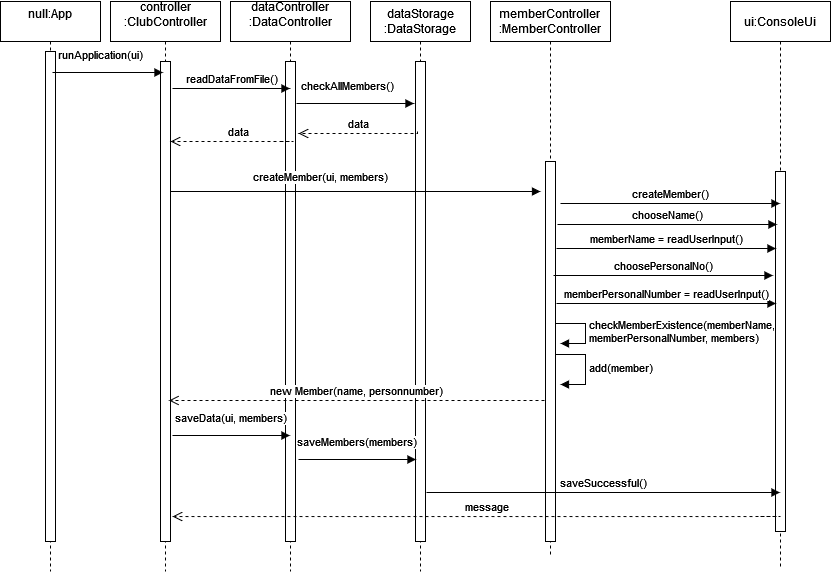 null:App
controller
:ClubController
dataController
:DataController
dataStorage
:DataStorage
memberController
:MemberController
ui:ConsoleUi
runApplication(ui)
readDataFromFile()
checkAllMembers()
data
data
createMember(ui, members)
createMember()
chooseName()
memberName = readUserInput()
choosePersonalNo()
memberPersonalNumber = readUserInput()
checkMemberExistence(memberName,
memberPersonalNumber, members)
add(member)
new Member(name, personnumber)
saveData(ui, members)
saveMembers(members)
saveSuccessful()
message